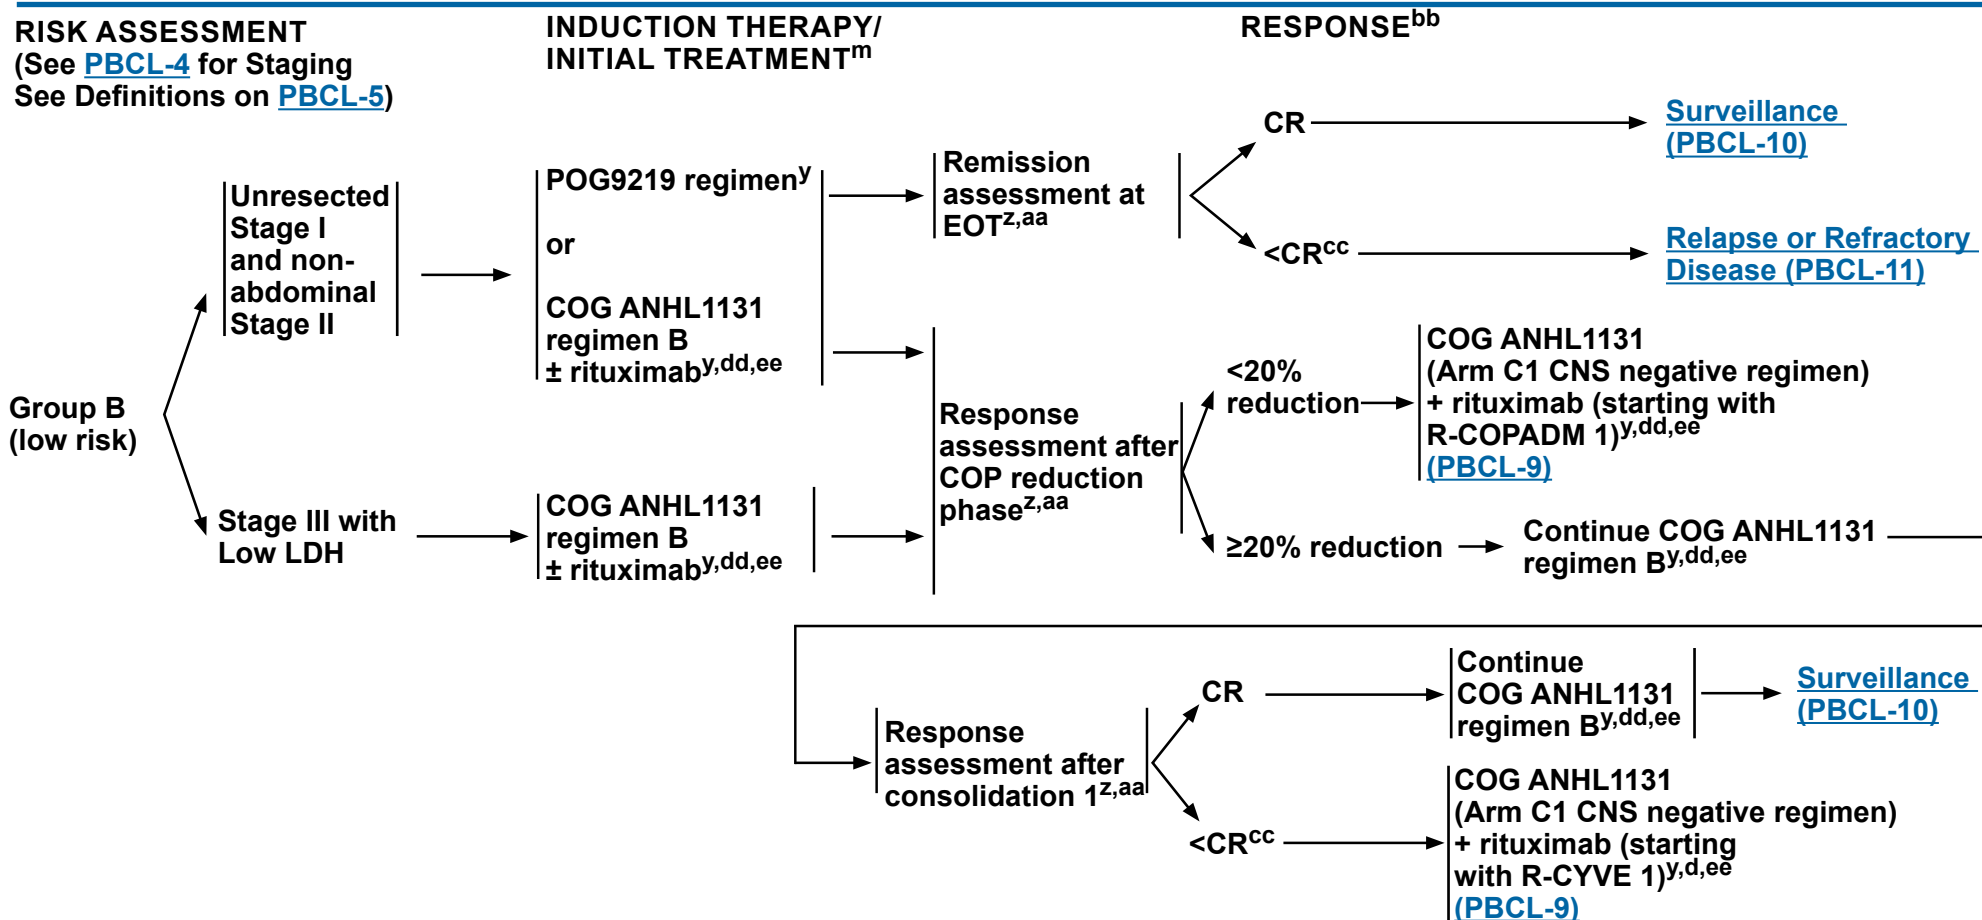 RISK ASSESSMENT
(See PBCL-4 for Staging
See Definitions on PBCL-5)
INDUCTION THERAPY/
INITIAL TREATMENTm
RESPONSEbb
Group B
(low risk)
Unresected
Stage I
and non-
abdominal
Stage II
POG9219 regimeny
or
COG ANHL1131
regimen B
± rituximaby,dd,ee
Remission
assessment at
EOTz,aa
CR
Surveillance
(PBCL-10)
<CRcc
Relapse or Refractory
Disease (PBCL-11)
Stage III with
Low LDH
COG ANHL1131
regimen B
± rituximaby,dd,ee
Response
assessment after
COP reduction
phasez,aa
<20%
reduction
COG ANHL1131
(Arm C1 CNS negative regimen)
+ rituximab (starting with
R-COPADM 1)y,dd,ee
(PBCL-9)
≥20% reduction
Continue COG ANHL1131
regimen By,dd,ee
Response
assessment after
consolidation 1z,aa
CR
Continue
COG ANHL1131
regimen By,dd,ee
Surveillance
(PBCL-10)
<CRcc
COG ANHL1131
(Arm C1 CNS negative regimen)
+ rituximab (starting
with R-CYVE 1)y,d,ee
(PBCL-9)